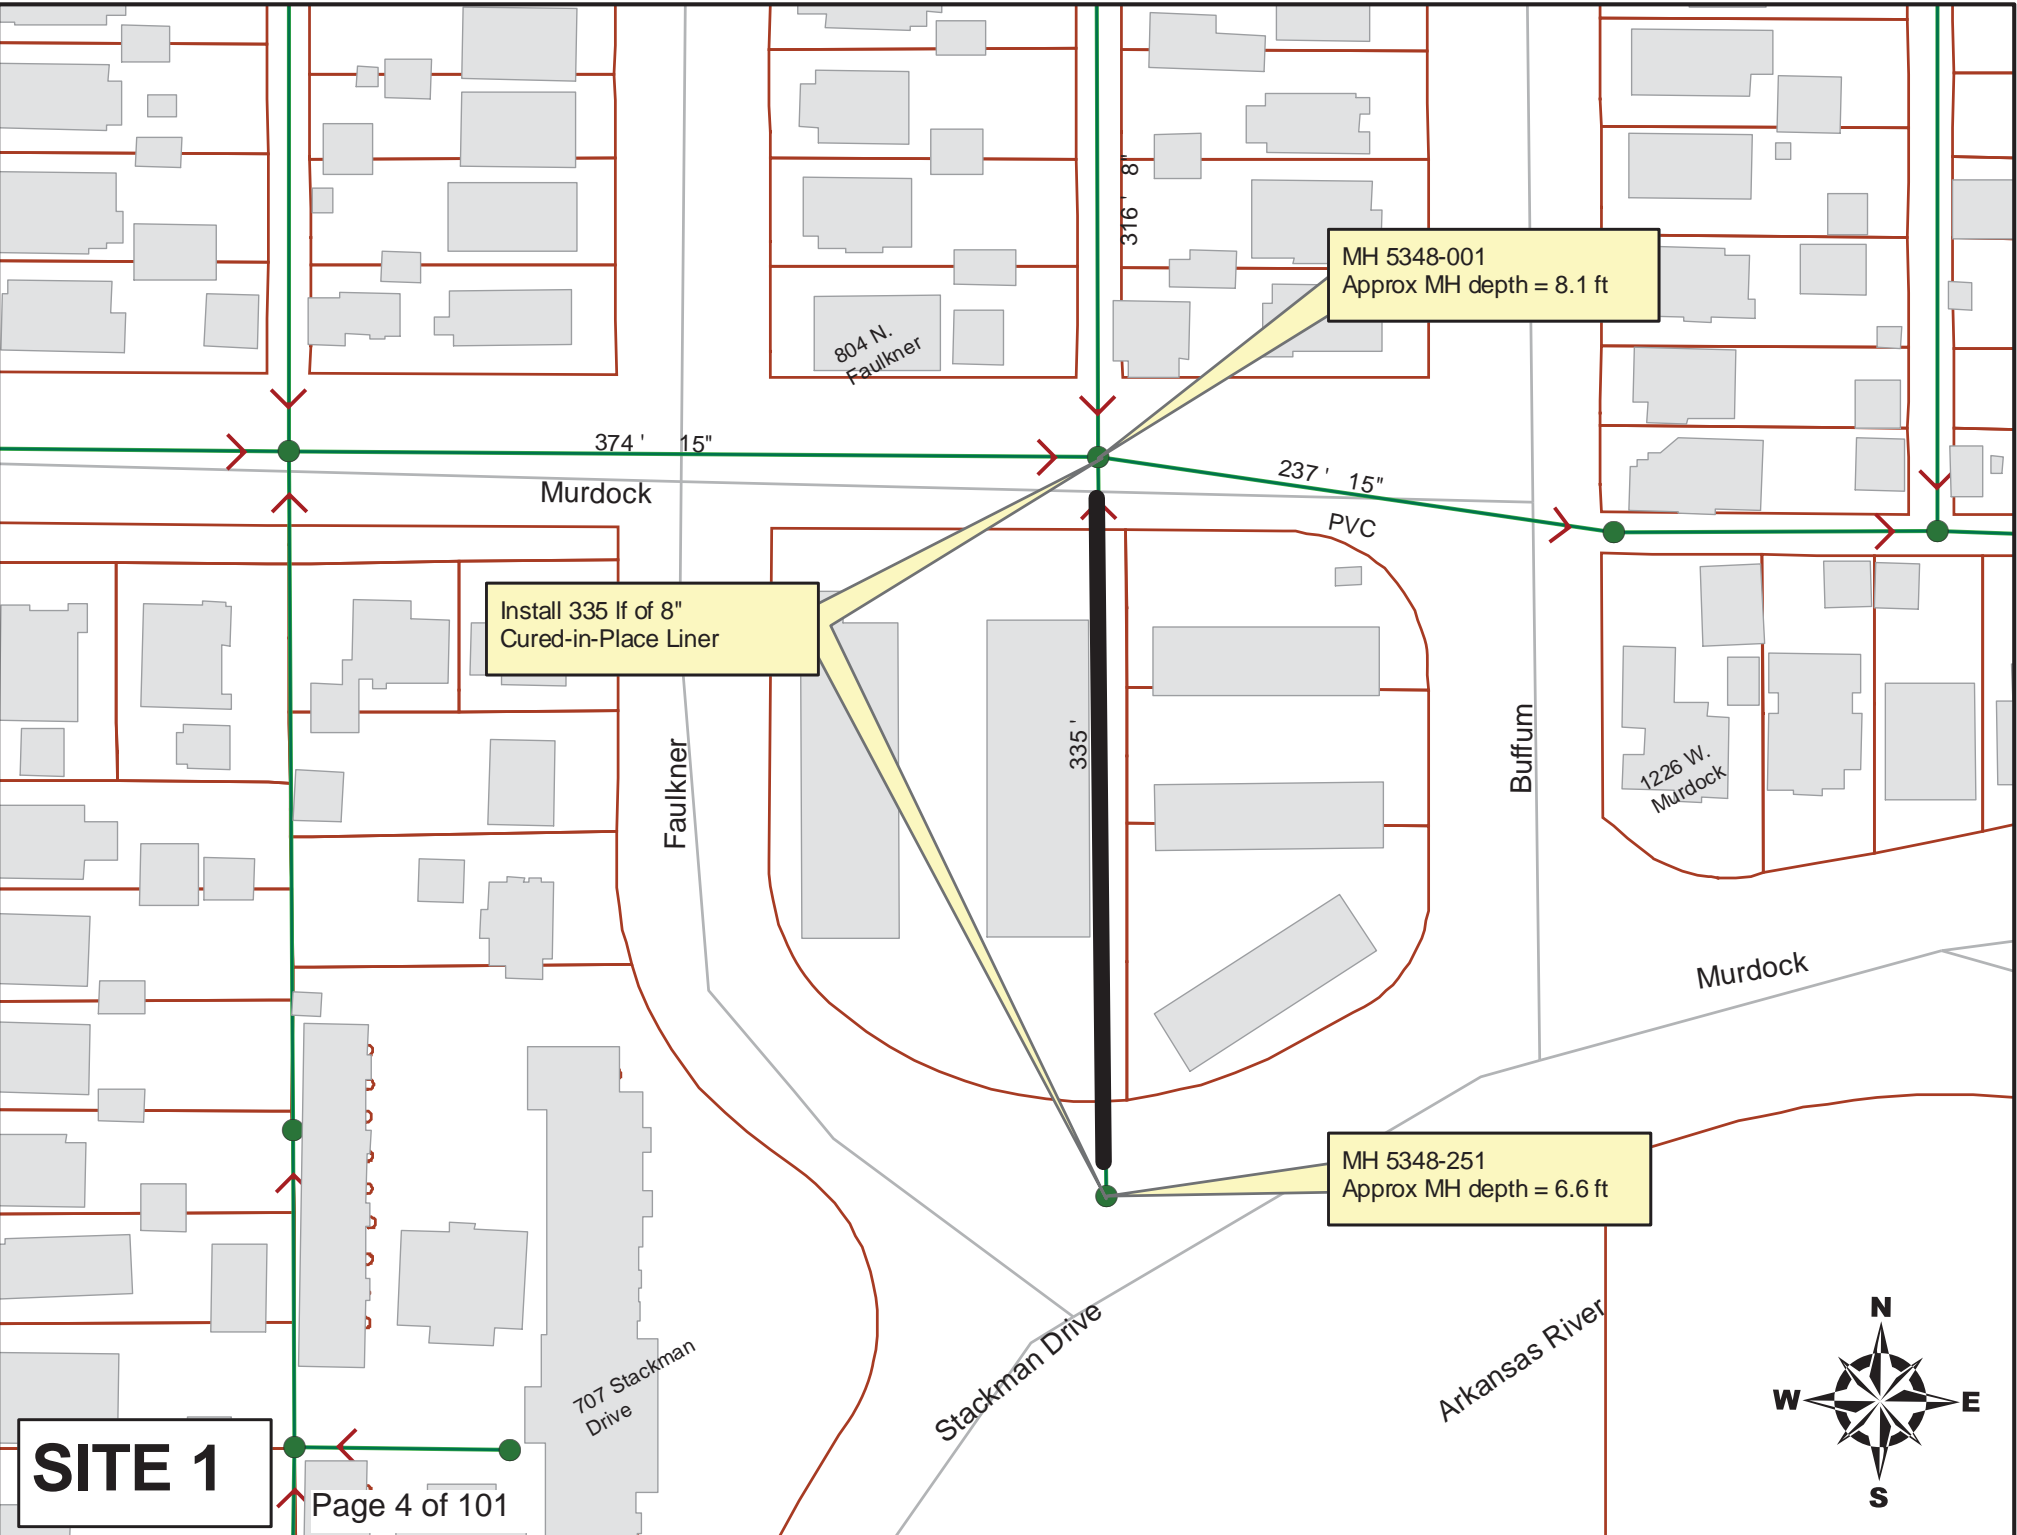 316 ' 8"
MH 5348-001
Approx MH depth = 8.1 ft
804 N.
Faulkner
374 ' 15"
237 ' 15"
Murdock
PVC
Install 335 lf of 8"
Cured-in-Place Liner
335 '
Faulkner
Buffum
1226 W.
Murdock
Murdock
MH 5348-251
Approx MH depth = 6.6 ft
Stackman Drive
Arkansas River
707 Stackman
Drive
N
W
E
S
SITE 1
Page 4 of 101